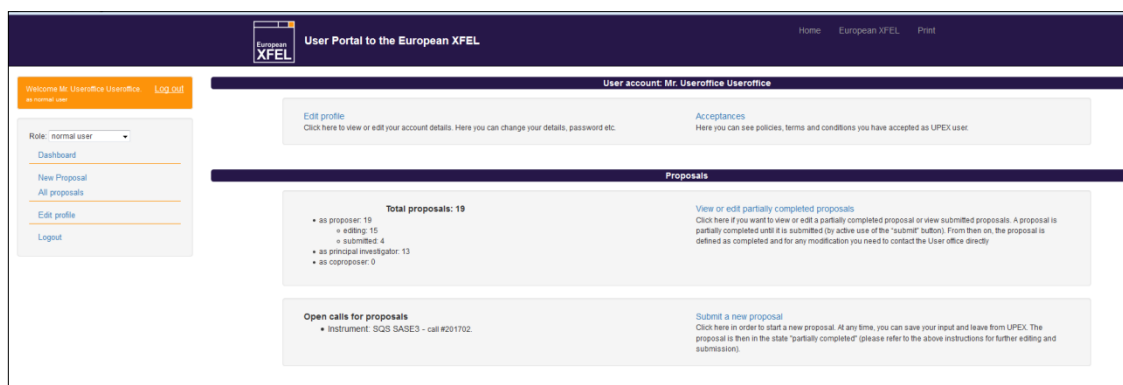 European
XFEL
User Portal to the European XFEL
Home European XFEL Print
Welcome Mr. Useroffice Useroffice Log out
as normal user
Role: normal user
Dashboard
New Proposal
All proposals
Edit profile
Logout
User account: Mr. Useroffice Useroffice
Edit profile
Click here to view or edit your account details. Here you can change your details, password etc.
Acceptances
Here you can see policies, terms and conditions you have accepted as UPEX user.
Proposals
Total proposals: 19
• as proposer: 19
o editing: 15
o submitted: 4
• as principal investigator: 13
• as coproposer: 0
View or edit partially completed proposals
Click here if you want to view or edit a partially completed proposal or view submitted proposals. A proposal is
partially completed until it is submitted (by active use of the "submit" button). From then on, the proposal is
defined as completed and for any modification you need to contact the User office directly
Open calls for proposals
• Instrument: SQS SASE3 - call #201702.
Submit a new proposal
Click here in order to start a new proposal. At any time, you can save your input and leave from UPEX. The
proposal is then in the state "partially completed" (please refer to the above instructions for further editing and
submission).